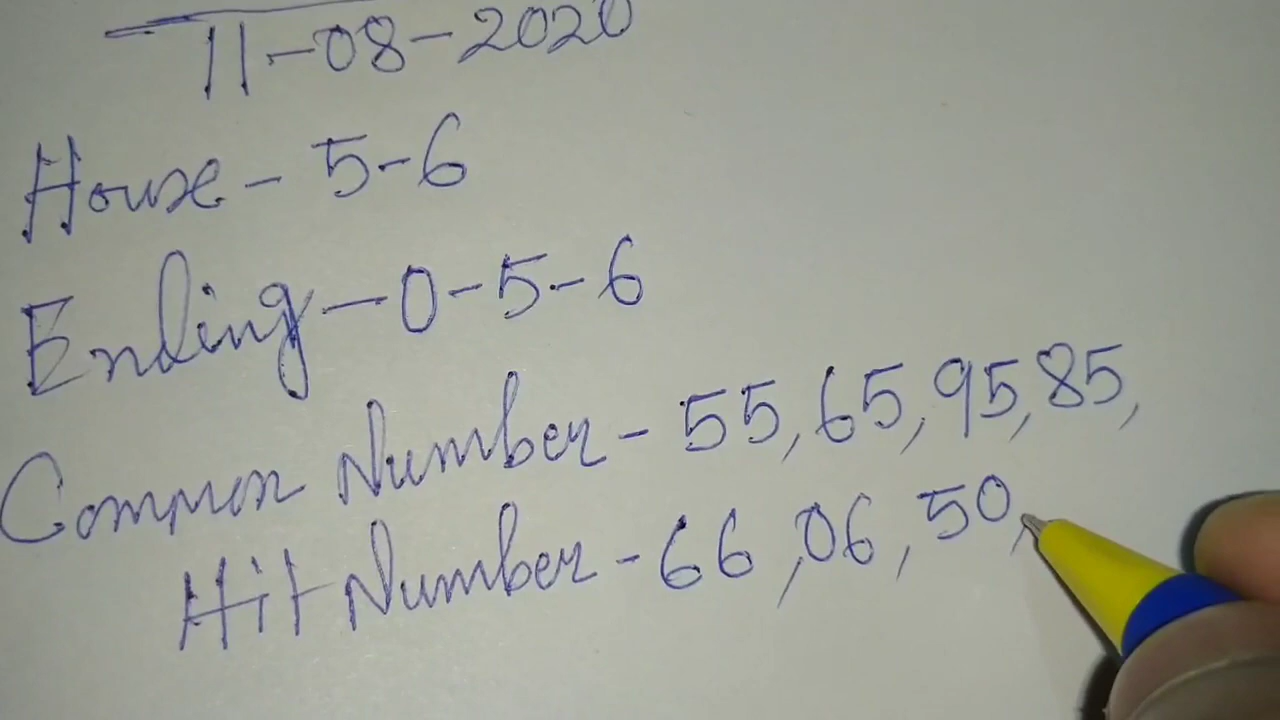 11-08-2020
House - 5-6
Ending - 0-5-6
Common Number - 55, 65, 95, 85,
Hit Number - 66, 06, 50,